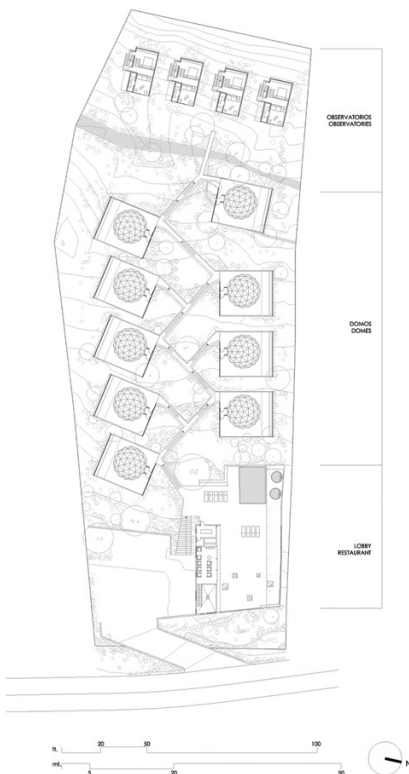 OBSERVATORIOS
OBSERVATORIES
DOMOS
DOMES
LOBBY
RESTAURANT
ft. 20 50 100
mt. 5 20 50
N